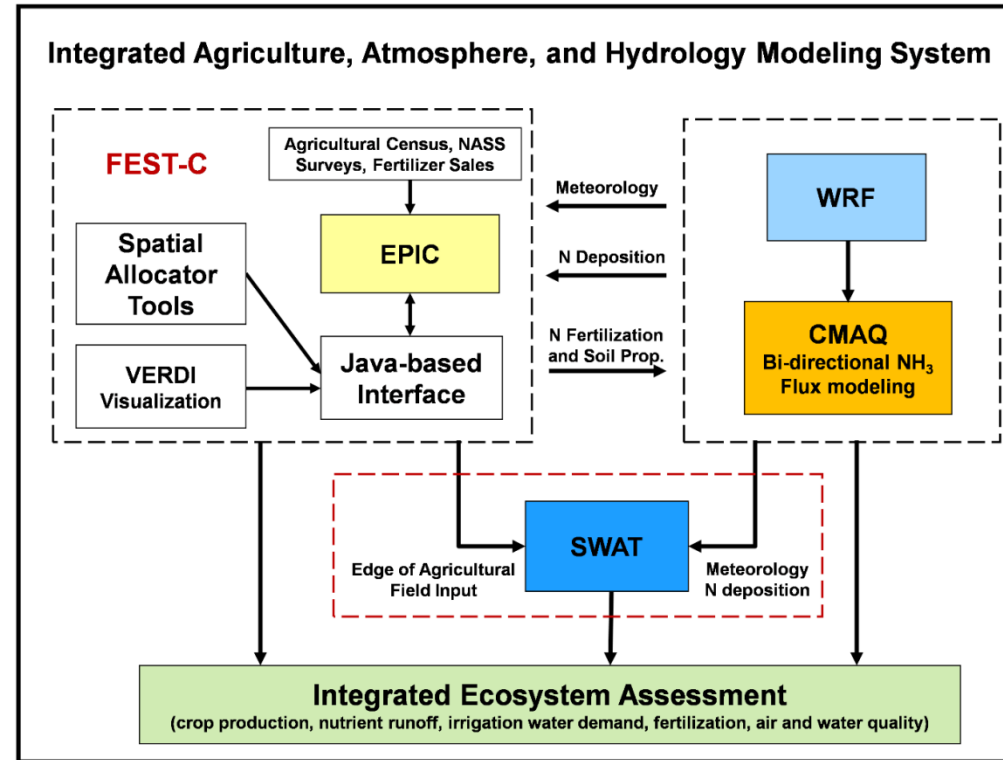 Integrated Agriculture, Atmosphere, and Hydrology Modeling System
FEST-C
Agricultural Census, NASS
Surveys, Fertilizer Sales
EPIC
Spatial
Allocator
Tools
VERDI
Visualization
Java-based
Interface
Meteorology
N Deposition
N Fertilization
and Soil Prop.
WRF
CMAQ
Bi-directional NH₃
Flux modeling
SWAT
Edge of Agricultural
Field Input
Meteorology
N deposition
Integrated Ecosystem Assessment
(crop production, nutrient runoff, irrigation water demand, fertilization, air and water quality)